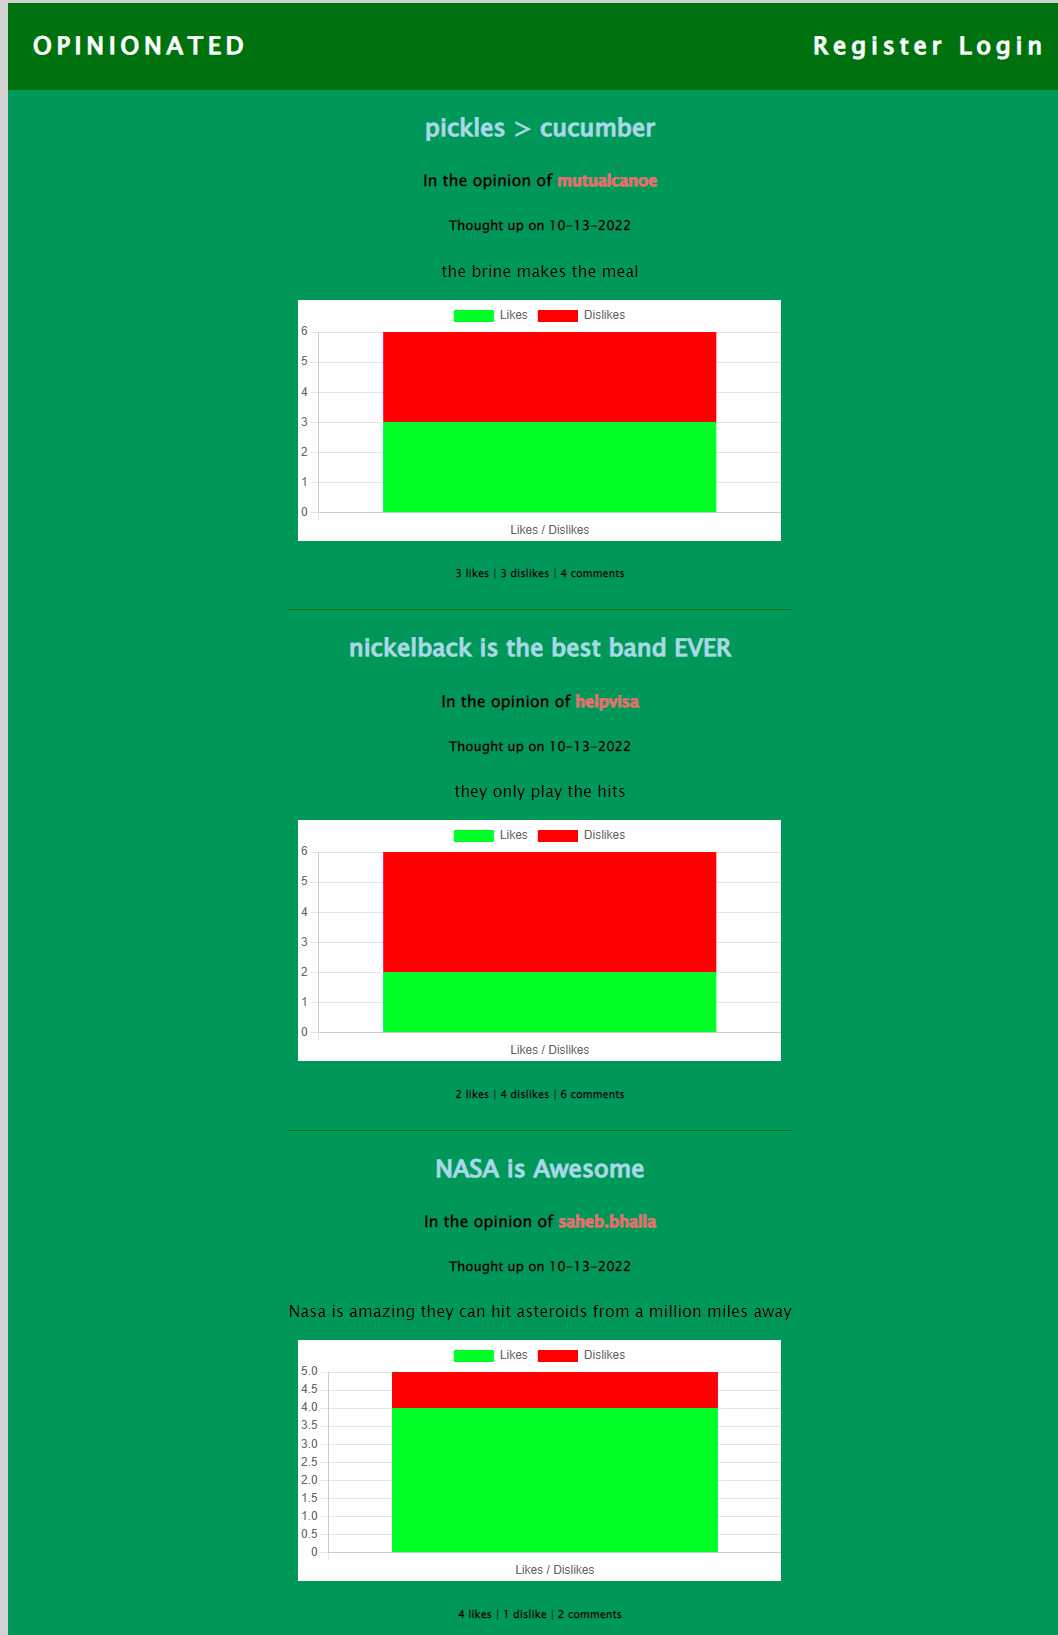 OPINIONATED Register Login
pickles > cucumber
In the opinion of mutualcanoe
Thought up on 10-13-2022
the brine makes the meal
Likes Dislikes
6
5
4
3
2
1
0
Likes / Dislikes
3 likes | 3 dislikes | 4 comments
nickelback is the best band EVER
In the opinion of helpvisa
Thought up on 10-13-2022
they only play the hits
Likes Dislikes
6
5
4
3
2
1
0
Likes / Dislikes
2 likes | 4 dislikes | 6 comments
NASA is Awesome
In the opinion of saheb.bhalla
Thought up on 10-13-2022
Nasa is amazing they can hit asteroids from a million miles away
Likes Dislikes
5.0
4.5
4.0
3.5
3.0
2.5
2.0
1.5
1.0
0.5
0
Likes / Dislikes
4 likes | 1 dislike | 2 comments